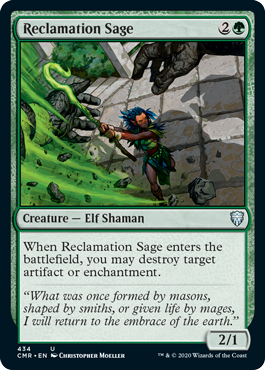 Reclamation Sage 2
Creature — Elf Shaman
When Reclamation Sage enters the
battlefield, you may destroy target
artifact or enchantment.
“What was once formed by masons,
shaped by smiths, or given life by mages,
I will return to the embrace of the earth.”
2/1
434 U
CMR • EN Christopher Moeller ™ & © 2020 Wizards of the Coast